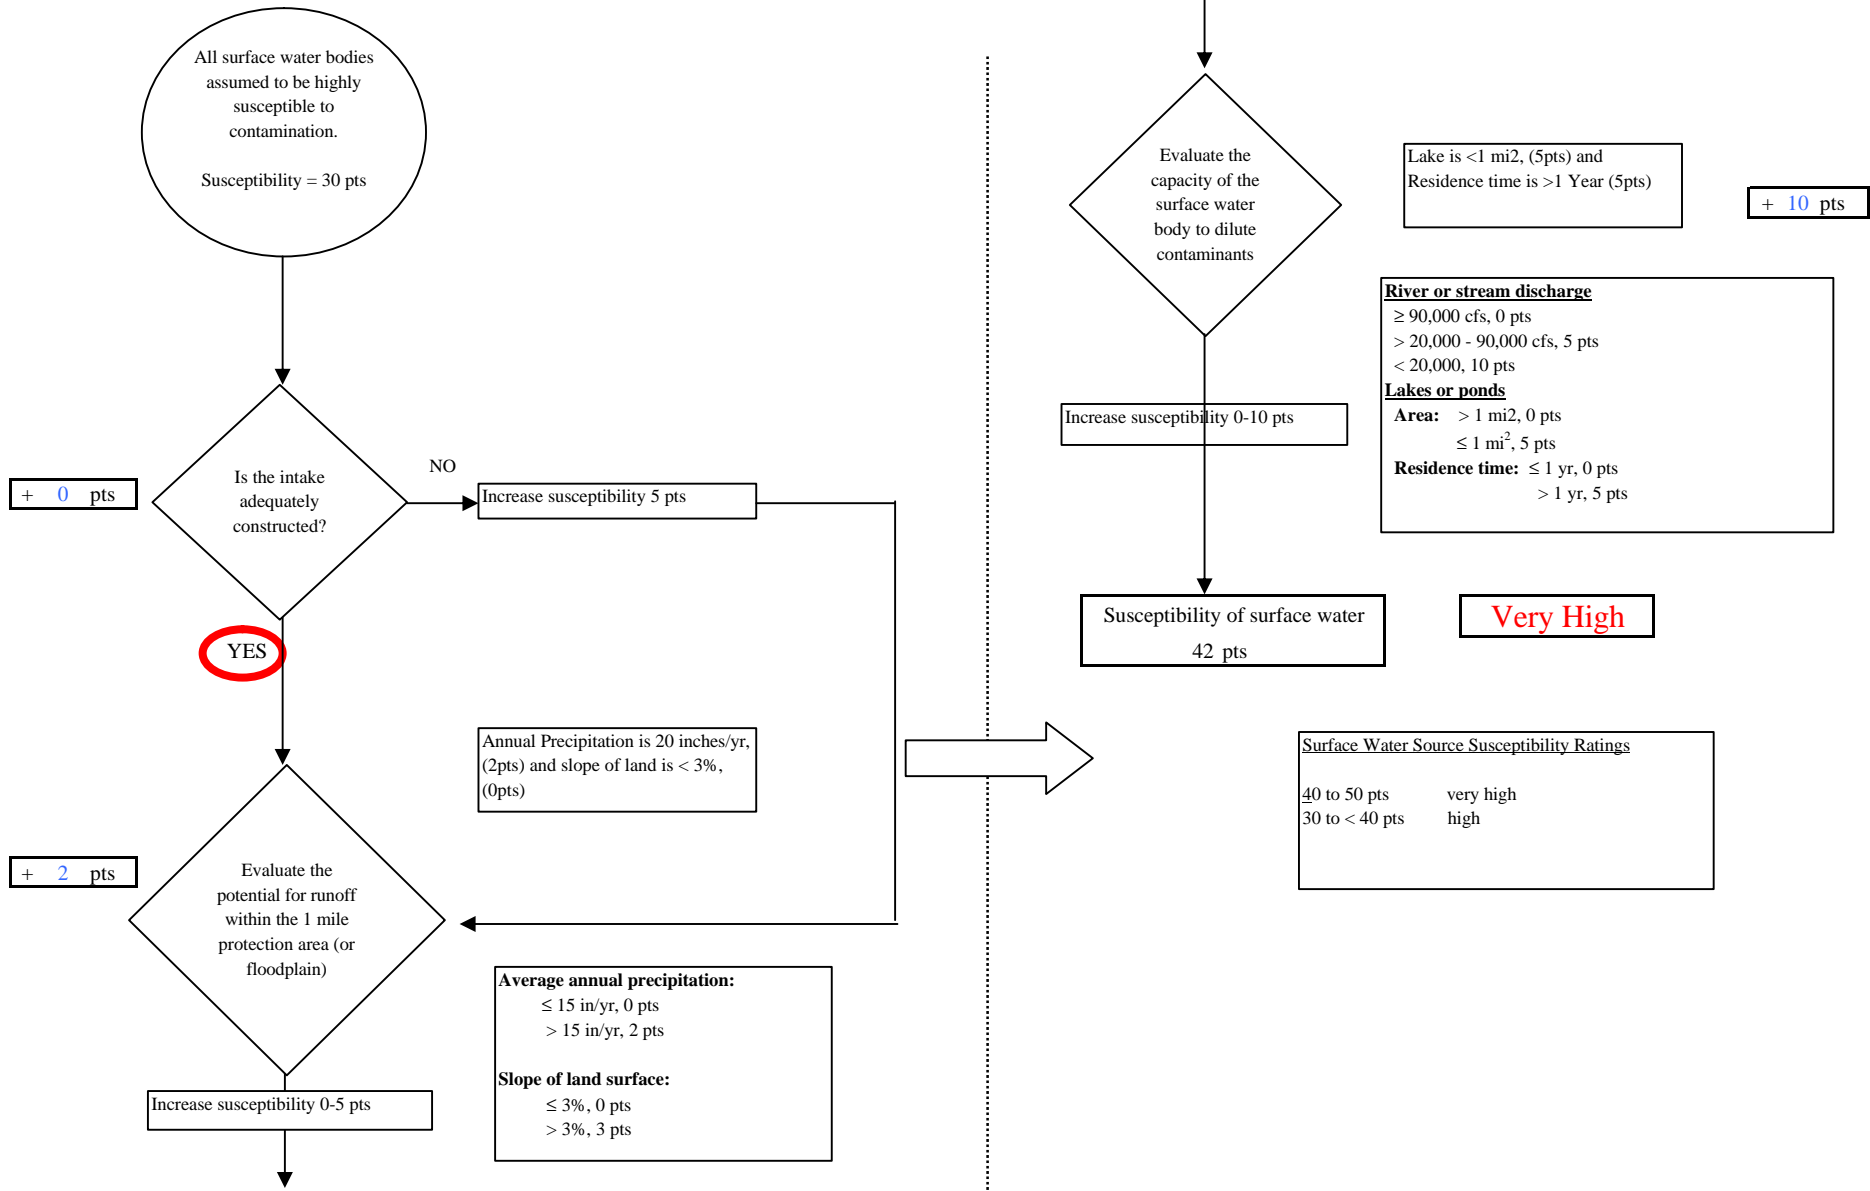 All surface water bodies
assumed to be highly
susceptible to
contamination.
Susceptibility = 30 pts
+ 0 pts
Is the intake
adequately
constructed?
NO
Increase susceptibility 5 pts
YES
Annual Precipitation is 20 inches/yr,
(2pts) and slope of land is < 3%,
(0pts)
+ 2 pts
Evaluate the
potential for runoff
within the 1 mile
protection area (or
floodplain)
Average annual precipitation:
≤ 15 in/yr, 0 pts
> 15 in/yr, 2 pts
Slope of land surface:
≤ 3%, 0 pts
> 3%, 3 pts
Increase susceptibility 0-5 pts
Evaluate the
capacity of the
surface water
body to dilute
contaminants
Lake is <1 mi2, (5pts) and
Residence time is >1 Year (5pts)
+ 10 pts
River or stream discharge
≥ 90,000 cfs, 0 pts
> 20,000 - 90,000 cfs, 5 pts
< 20,000, 10 pts
Lakes or ponds
Area: > 1 mi2, 0 pts
≤ 1 mi², 5 pts
Residence time: ≤ 1 yr, 0 pts
> 1 yr, 5 pts
Increase susceptibility 0-10 pts
Susceptibility of surface water
42 pts
Very High
Surface Water Source Susceptibility Ratings
40 to 50 pts very high
30 to < 40 pts high